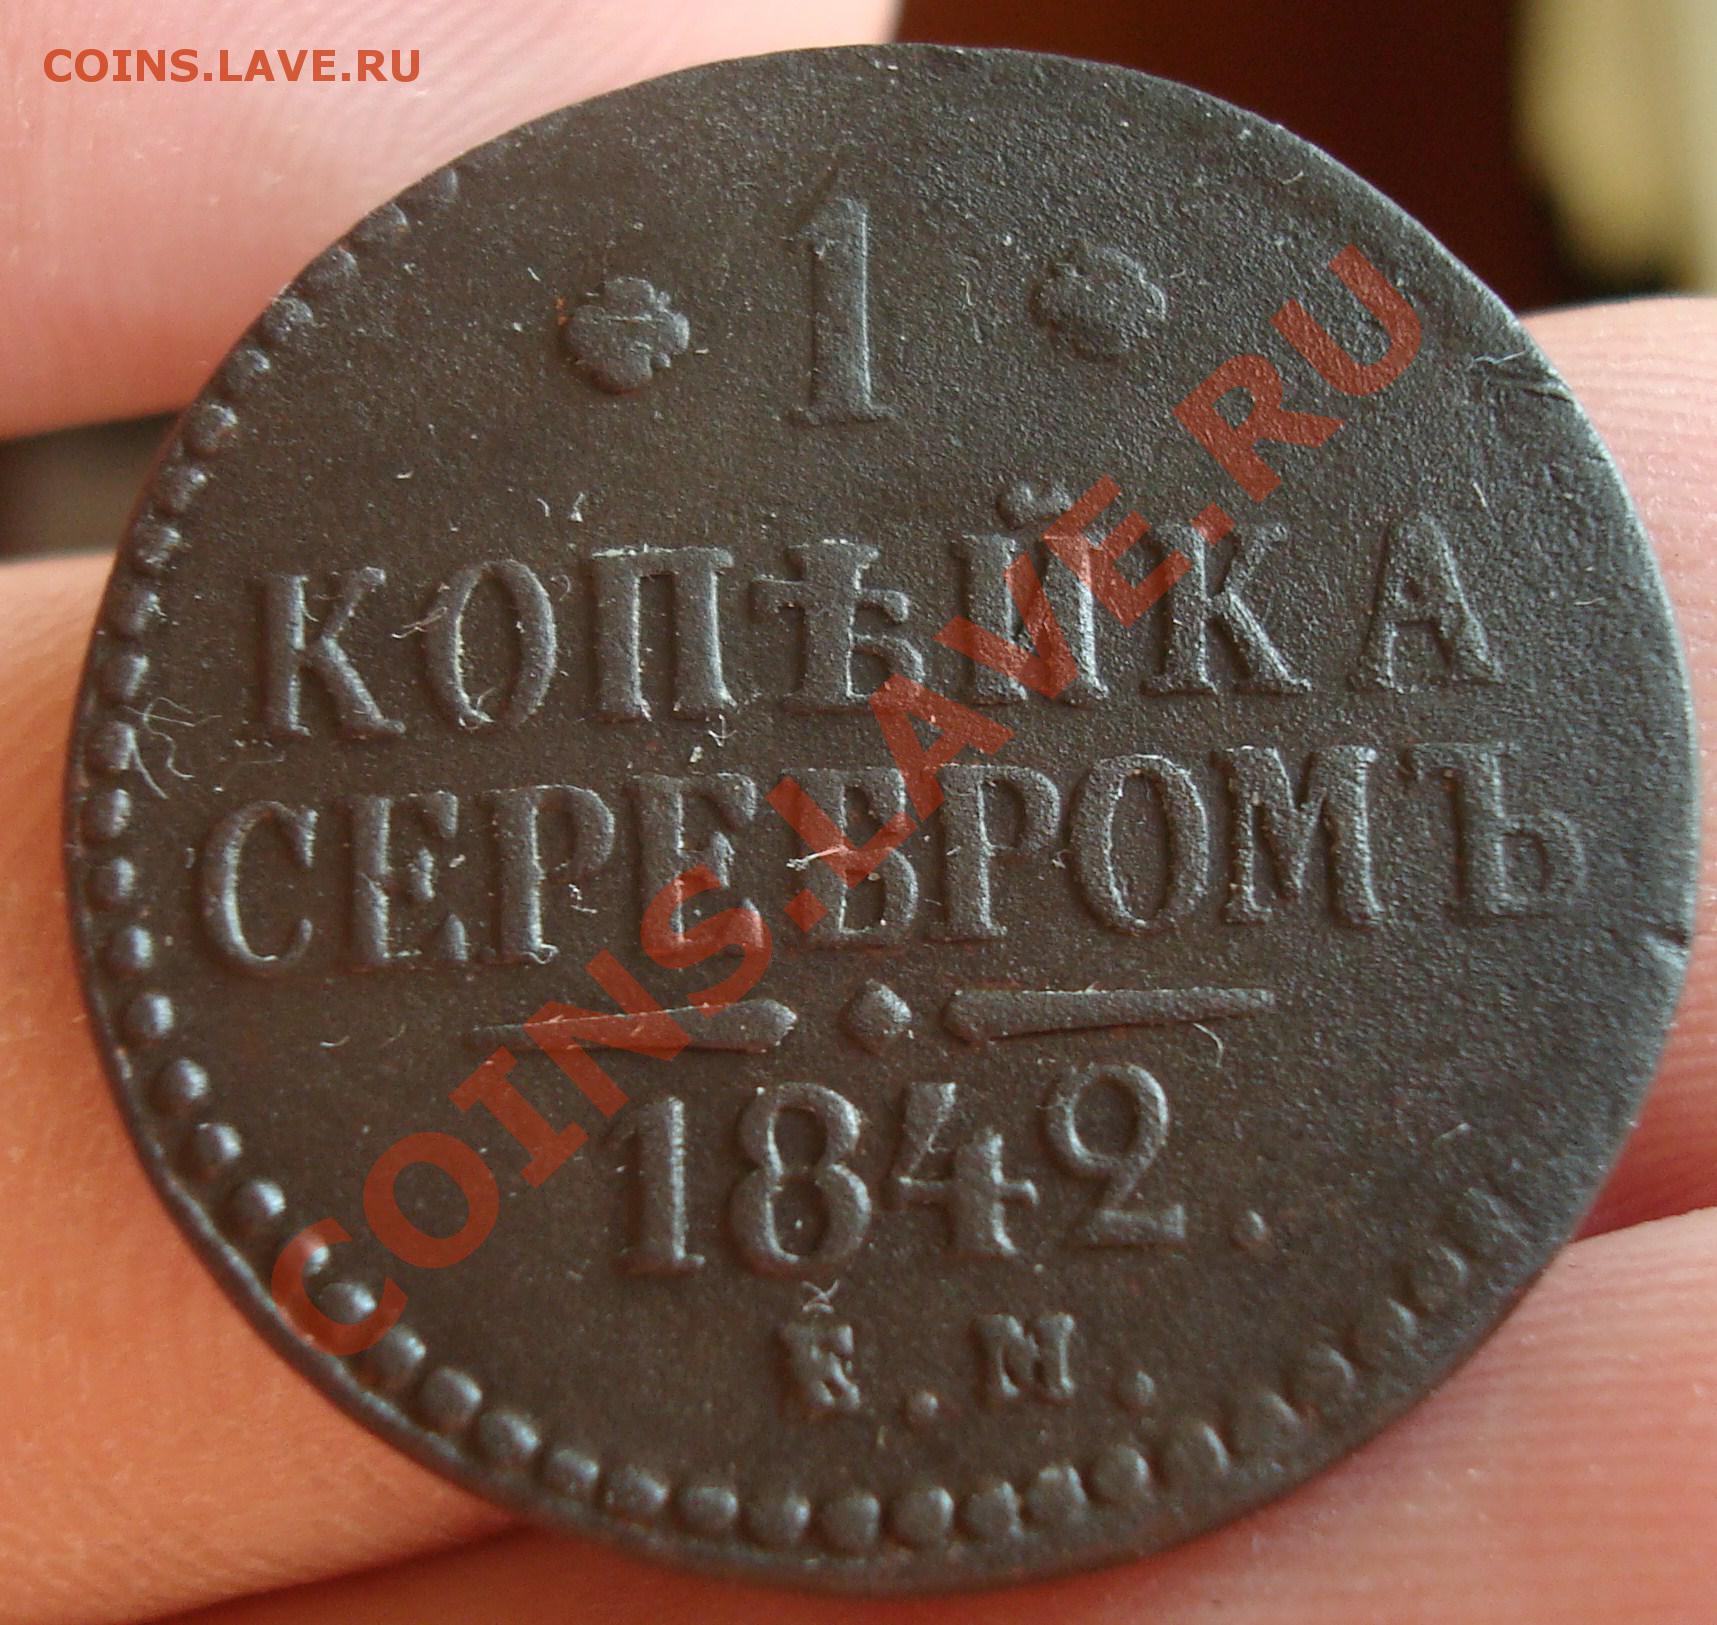 COINS.LAVE.RU
1
КОПѢЙКА
СЕРЕБРОМЪ
1842.
Е.М.
COINS.LAVE.RU